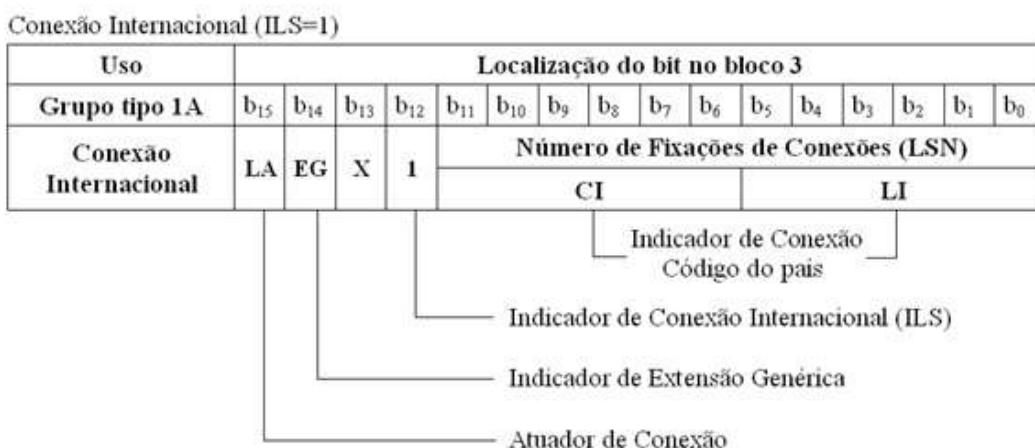 Conexão Internacional (ILS=1)
Uso Localização do bit no bloco 3
Grupo tipo 1A b15 b14 b13 b12 b11 b10 b9 b8 b7 b6 b5 b4 b3 b2 b1 b0
Conexão Internacional LA EG X 1 Número de Fixações de Conexões (LSN)
CI LI
Indicador de Conexão
Código do pais
Indicador de Conexão Internacional (ILS)
Indicador de Extensão Genérica
Atuador de Conexão